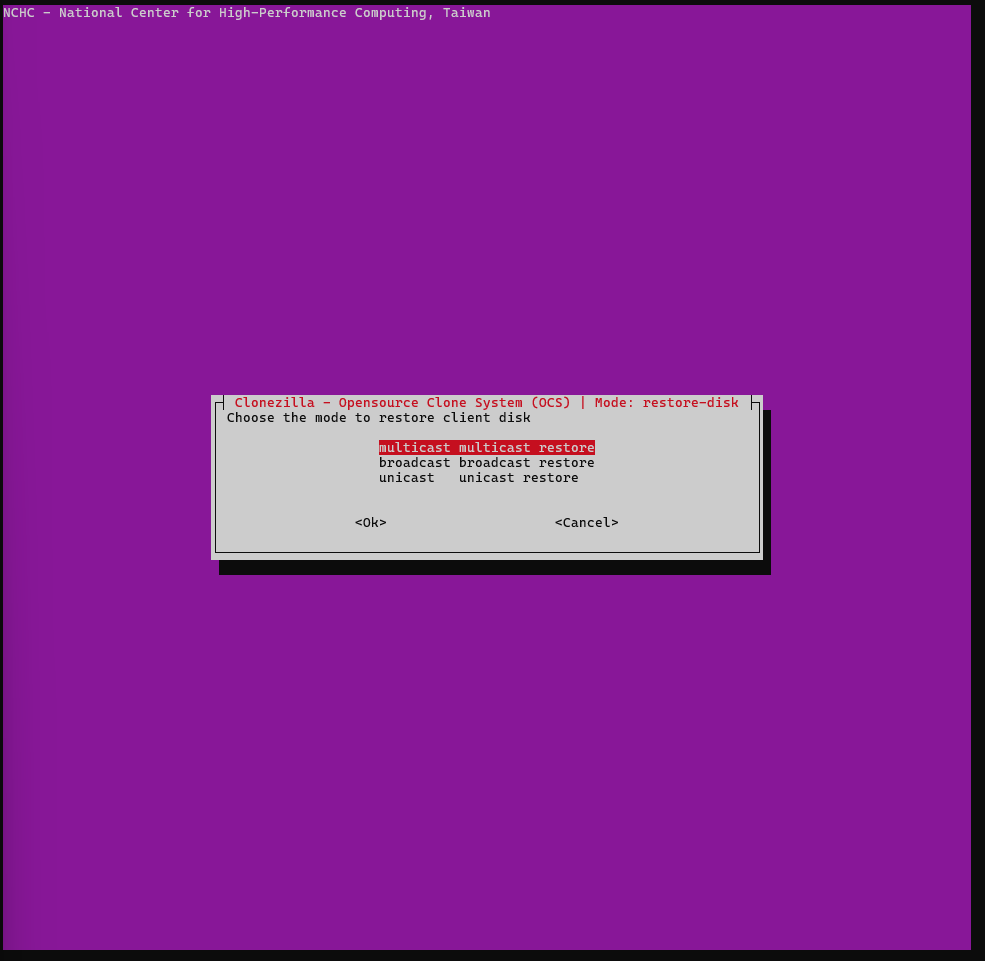 NCHC - National Center for High-Performance Computing, Taiwan
Clonezilla - Opensource Clone System (OCS) | Mode: restore-disk
Choose the mode to restore client disk
multicast multicast restore
broadcast broadcast restore
unicast   unicast restore
<Ok> <Cancel>